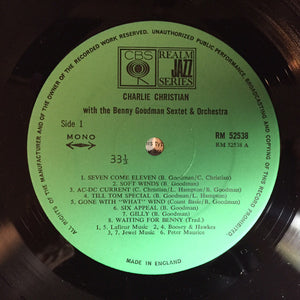 ALL RIGHTS OF THE MANUFACTURER AND OF THE OWNER OF THE RECORDED WORK RESERVED. UNAUTHORIZED PUBLIC PERFORMANCE BROADCASTING AND COPYING OF THIS RECORD PROHIBITED.
CBS
REALM
JAZZ
SERIES
CHARLIE CHRISTIAN
with the Benny Goodman Sextet & Orchestra
Side 1
RM 52538
MONO
RM 52538 A
33⅓
1. SEVEN COME ELEVEN (B. Goodman/C. Christian)
2. SOFT WINDS (B. Goodman)
3. AC-DC CURRENT (C. Christian/L. Hampton/B. Goodman)
4. TILL TOM SPECIAL (B. Goodman/L. Hampton)
5. GONE WITH "WHAT" WIND (Count Basie/B. Goodman)
6. SIX APPEAL (B. Goodman)
7. GILLY (B. Goodman)
8. WAITING FOR BENNY (Trad.)
1, 5. Lafleur Music 2, 4, 8. Boosey & Hawkes
3, 7. Jewel Music 6. Peter Maurice
MADE IN ENGLAND